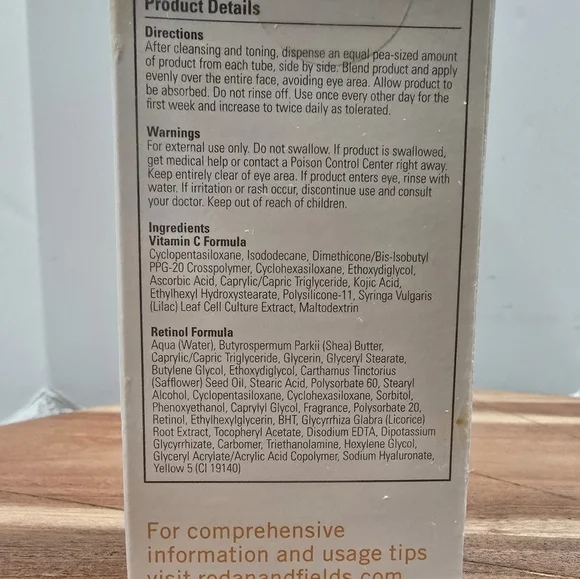 Product Details
Directions
After cleansing and toning, dispense an equal pea-sized amount
of product from each tube, side by side. Blend product and apply
evenly over the entire face, avoiding eye area. Allow product to
be absorbed. Do not rinse off. Use once every other day for the
first week and increase to twice daily as tolerated.
Warnings
For external use only. Do not swallow. If product is swallowed,
get medical help or contact a Poison Control Center right away.
Keep entirely clear of eye area. If product enters eye, rinse with
water. If irritation or rash occur, discontinue use and consult
your doctor. Keep out of reach of children.
Ingredients
Vitamin C Formula
Cyclopentasiloxane, Isododecane, Dimethicone/Bis-Isobutyl
PPG-20 Crosspolymer, Cyclohexasiloxane, Ethoxydiglycol,
Ascorbic Acid, Caprylic/Capric Triglyceride, Kojic Acid,
Ethylhexyl Hydroxystearate, Polysilicone-11, Syringa Vulgaris
(Lilac) Leaf Cell Culture Extract, Maltodextrin
Retinol Formula
Aqua (Water), Butyrospermum Parkii (Shea) Butter,
Caprylic/Capric Triglyceride, Glycerin, Glyceryl Stearate,
Butylene Glycol, Ethoxydiglycol, Carthamus Tinctorius
(Safflower) Seed Oil, Stearic Acid, Polysorbate 60, Stearyl
Alcohol, Cyclopentasiloxane, Cyclohexasiloxane, Sorbitol,
Phenoxyethanol, Caprylyl Glycol, Fragrance, Polysorbate 20,
Retinol, Ethylhexylglycerin, BHT, Glycyrrhiza Glabra (Licorice)
Root Extract, Tocopheryl Acetate, Disodium EDTA, Dipotassium
Glycyrrhizate, Carbomer, Triethanolamine, Hexylene Glycol,
Glyceryl Acrylate/Acrylic Acid Copolymer, Sodium Hyaluronate,
Yellow 5 (CI 19140)
For comprehensive
information and usage tips
visit rodanandfields.com